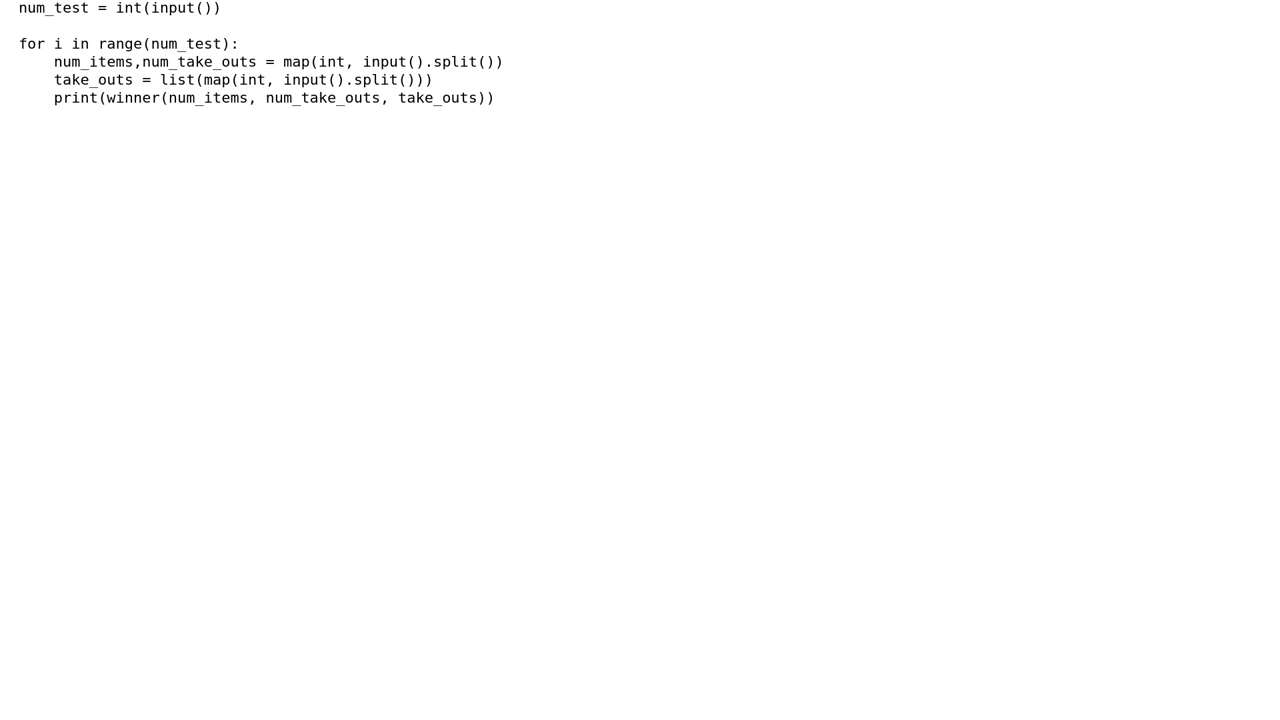 num_test = int(input())

for i in range(num_test):
    num_items,num_take_outs = map(int, input().split())
    take_outs = list(map(int, input().split()))
    print(winner(num_items, num_take_outs, take_outs))